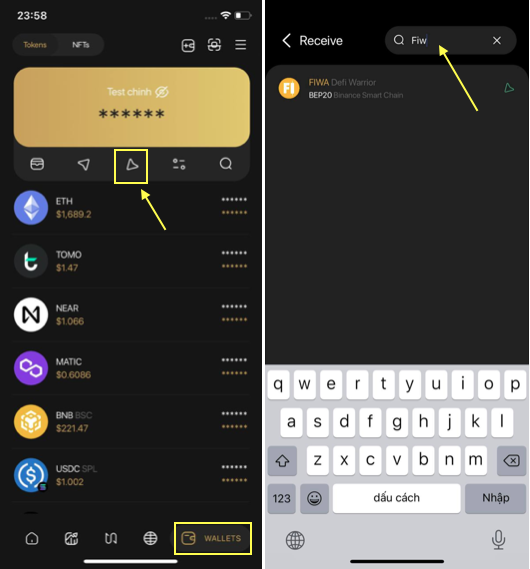 23:58
Tokens
NFTs
Test chinh
******
ETH
$1,689.2
******
******
TOMO
$1.47
******
******
NEAR
$1.066
******
******
MATIC
$0.6086
******
******
BNB BSC
$221.47
******
******
USDC SPL
$1.002
******
******
WALLETS
Receive
Fiw
FI
FIWA Defi Warrior
BEP20 Binance Smart Chain
q w e r t y u i o p
a s d f g h j k l
z x c v b n m
123
dấu cách
Nhập